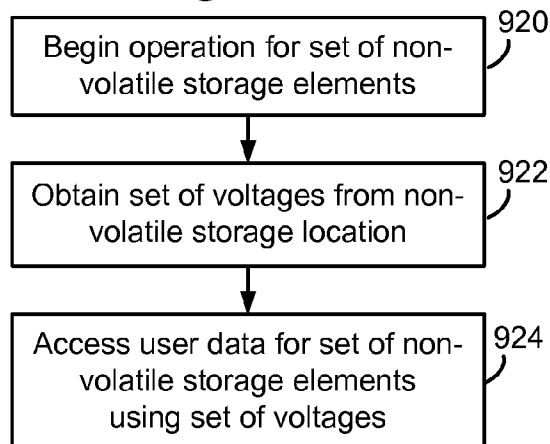 920
Begin operation for set of non-
volatile storage elements
922
Obtain set of voltages from non-
volatile storage location
924
Access user data for set of non-
volatile storage elements
using set of voltages